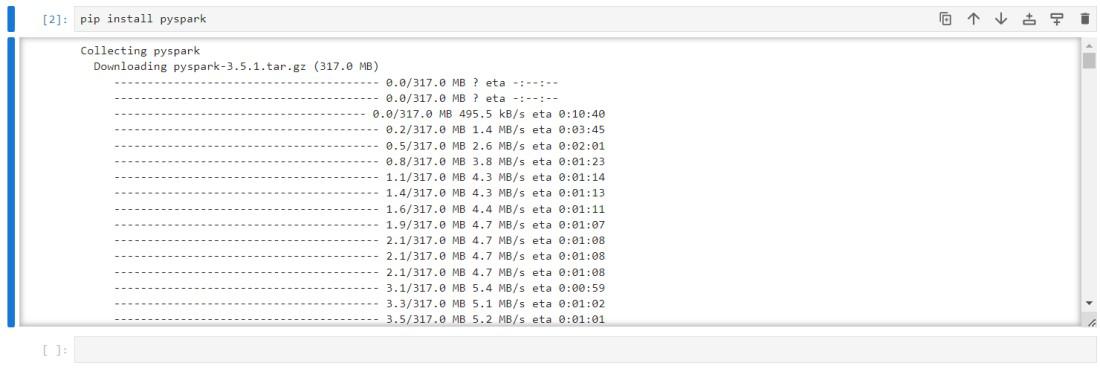 [2]: pip install pyspark
Collecting pyspark
Downloading pyspark-3.5.1.tar.gz (317.0 MB)
---------------------------------------- 0.0/317.0 MB ? eta -:--:--
---------------------------------------- 0.0/317.0 MB ? eta -:--:--
-------------------------------------- 0.0/317.0 MB 495.5 kB/s eta 0:10:40
---------------------------------------- 0.2/317.0 MB 1.4 MB/s eta 0:03:45
---------------------------------------- 0.5/317.0 MB 2.6 MB/s eta 0:02:01
---------------------------------------- 0.8/317.0 MB 3.8 MB/s eta 0:01:23
---------------------------------------- 1.1/317.0 MB 4.3 MB/s eta 0:01:14
---------------------------------------- 1.4/317.0 MB 4.3 MB/s eta 0:01:13
---------------------------------------- 1.6/317.0 MB 4.4 MB/s eta 0:01:11
---------------------------------------- 1.9/317.0 MB 4.7 MB/s eta 0:01:07
---------------------------------------- 2.1/317.0 MB 4.7 MB/s eta 0:01:08
---------------------------------------- 2.1/317.0 MB 4.7 MB/s eta 0:01:08
---------------------------------------- 2.1/317.0 MB 4.7 MB/s eta 0:01:08
---------------------------------------- 3.1/317.0 MB 5.4 MB/s eta 0:00:59
---------------------------------------- 3.3/317.0 MB 5.1 MB/s eta 0:01:02
---------------------------------------- 3.5/317.0 MB 5.2 MB/s eta 0:01:01
[ ]: